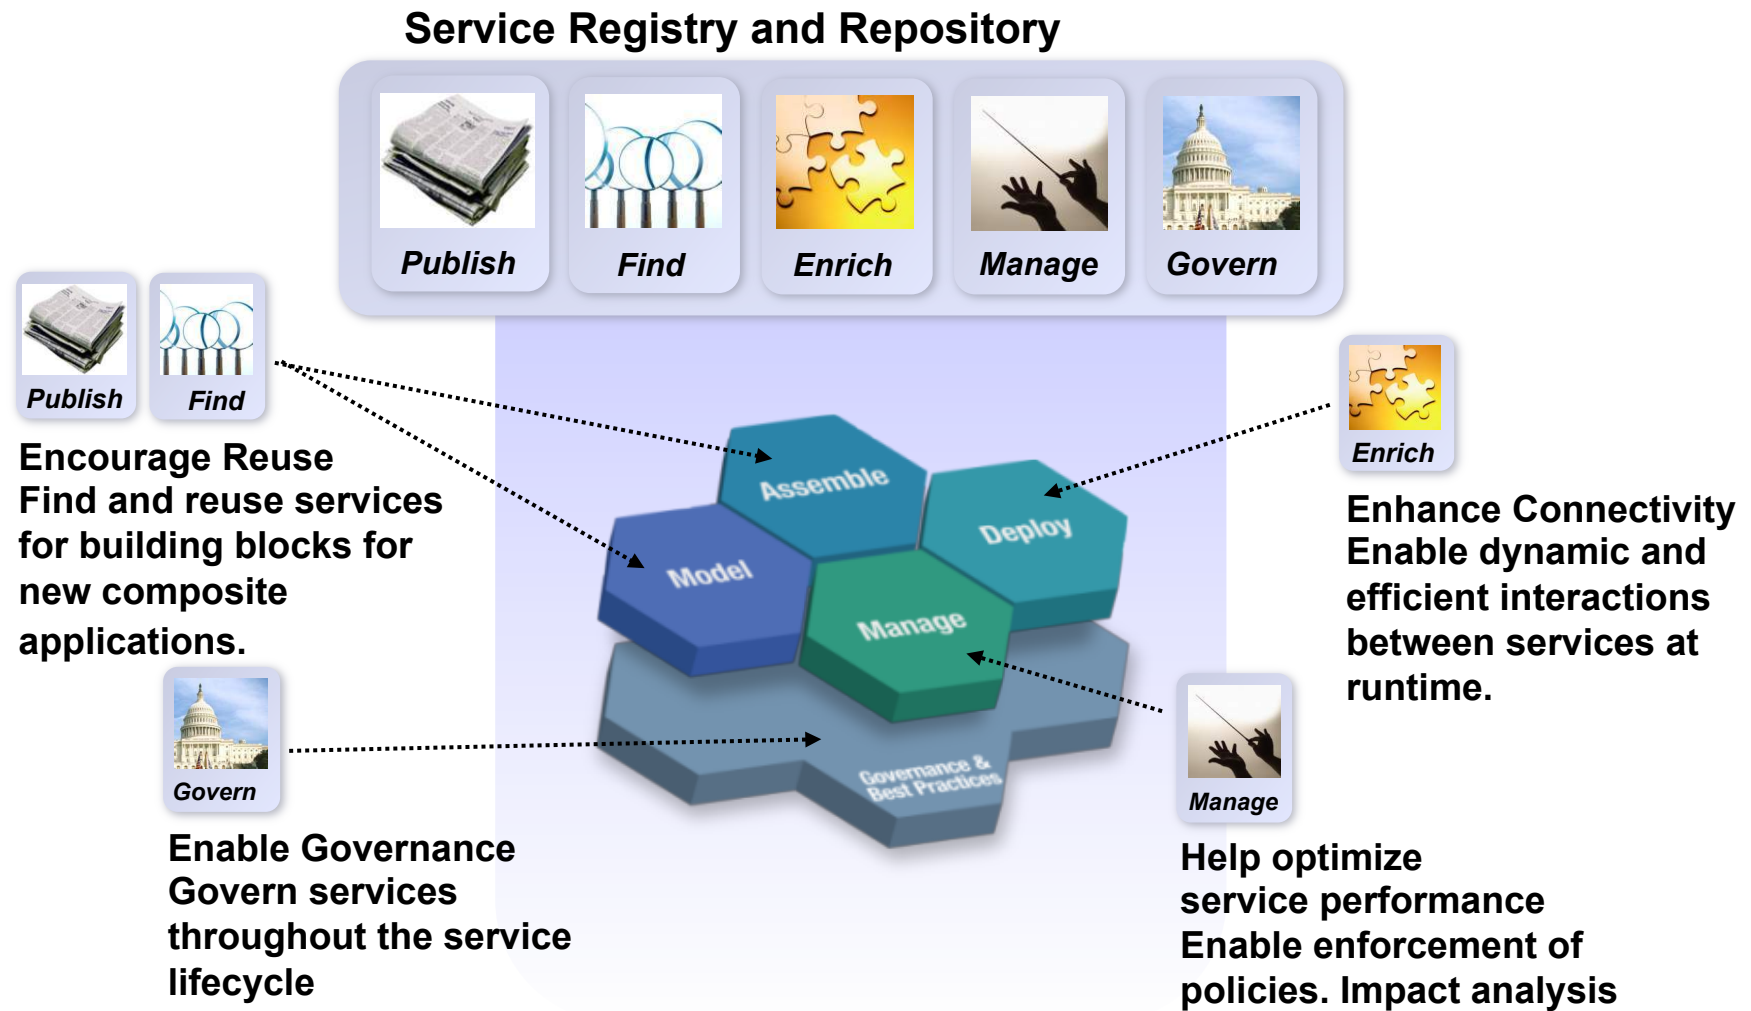 Service Registry and Repository
Publish
Find
Enrich
Manage
Govern
Publish
Find
Encourage Reuse
Find and reuse services
for building blocks for
new composite
applications.
Enrich
Enhance Connectivity
Enable dynamic and
efficient interactions
between services at
runtime.
Assemble
Deploy
Model
Manage
Governance &
Best Practices
Govern
Enable Governance
Govern services
throughout the service
lifecycle
Manage
Help optimize
service performance
Enable enforcement of
policies. Impact analysis